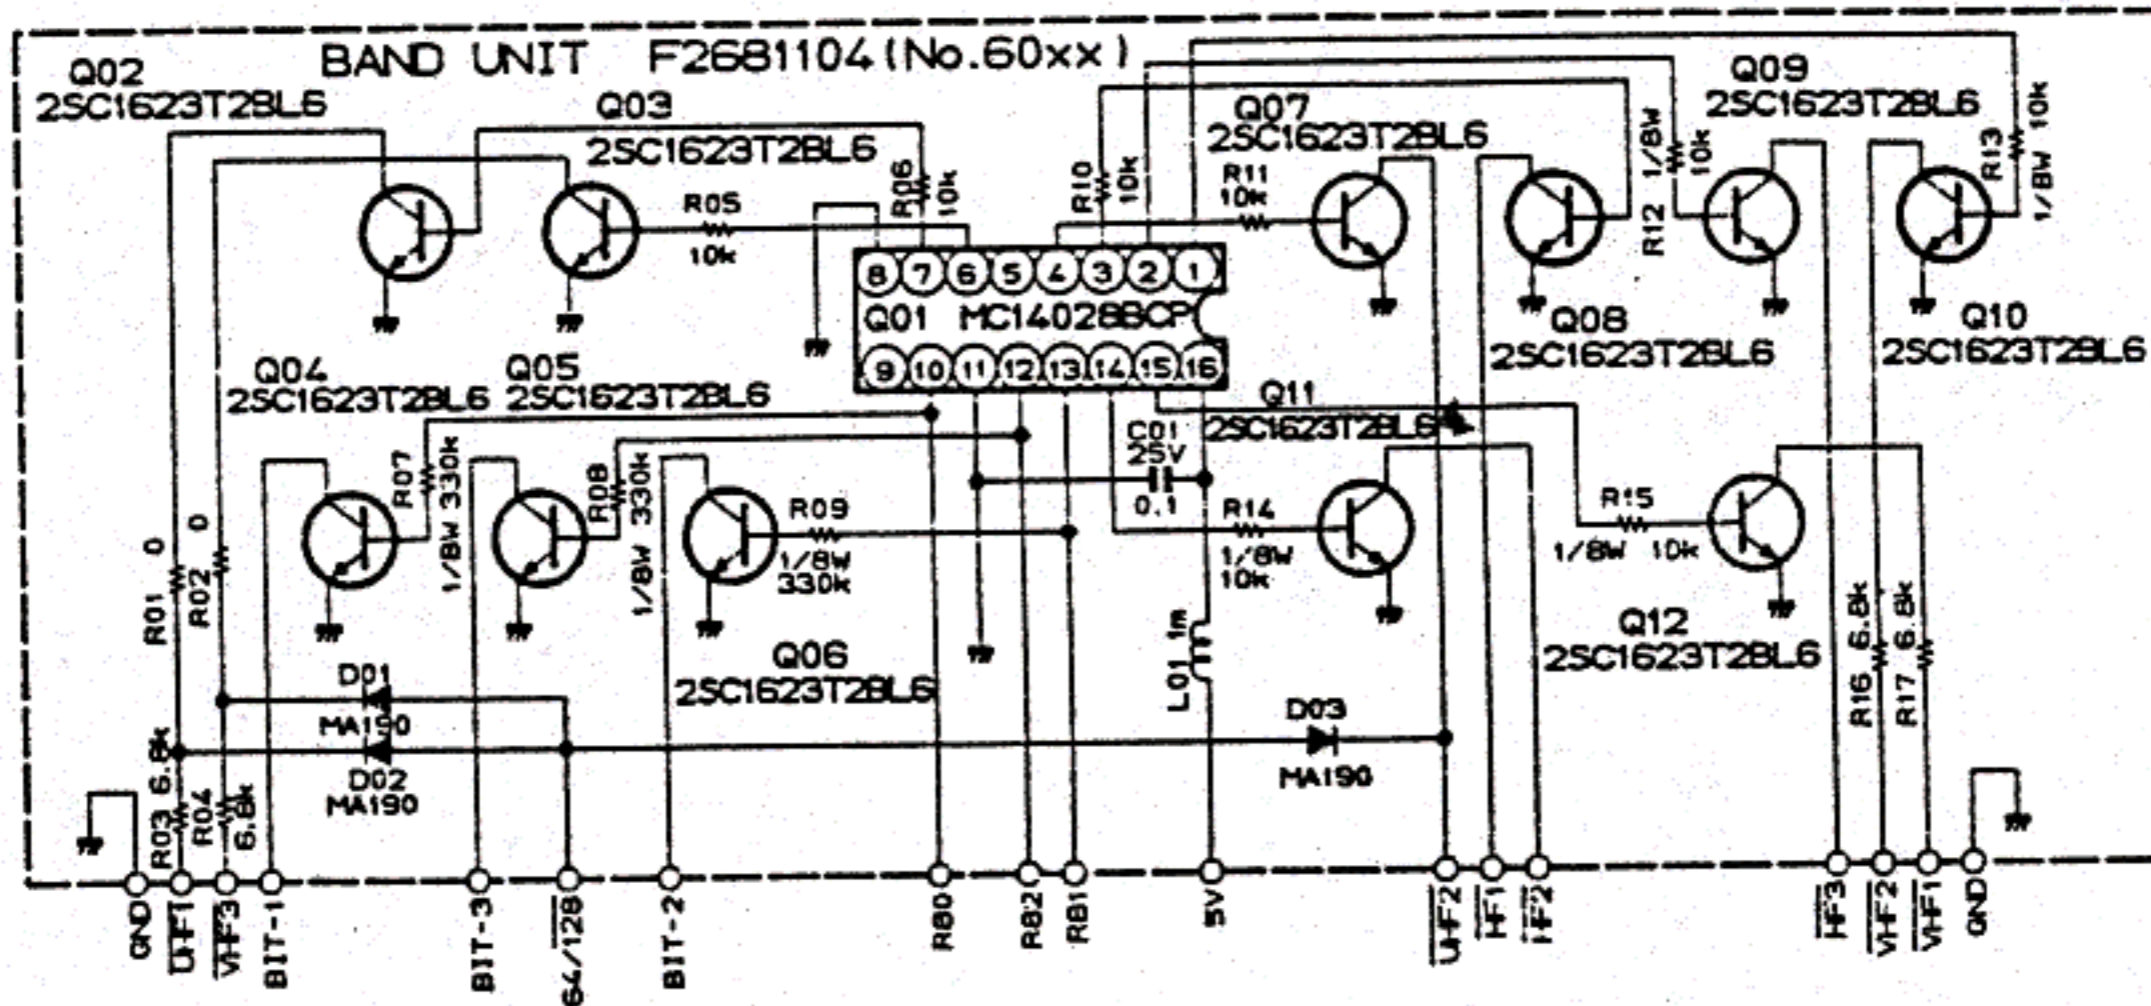 BAND UNIT F2681104 (No.60xx)
Q02
2SC1623T2BL6
Q03
2SC1623T2BL6
Q07
2SC1623T2BL6
Q09
2SC1623T2BL6
R05
10k
R06
10k
R10
10k
R11
10k
R12 1/8W
10k
R13
1/8W 10k
8 7 6 5 4 3 2 1
Q01 MC14028BCP
9 10 11 12 13 14 15 16
Q08
2SC1623T2BL6
Q10
2SC1623T2BL6
Q04
2SC1623T2BL6
Q05
2SC1623T2BL6
Q11
2SC1623T2BL6
C01
25V
0.1
R07
1/8W 330k
R08
1/8W 330k
R09
1/8W
330k
R14
1/8W
10k
R15
1/8W 10k
R01 0
R02 0
Q06
2SC1623T2BL6
L01 1m
Q12
2SC1623T2BL6
R16 6.8k
R17 6.8k
D01
MA190
D02
MA190
D03
MA190
R03 6.8k
R04
6.8k
GND
UHF1
VHF3
BIT-1
BIT-3
64/128
BIT-2
RB0
RB2
RB1
5V
UHF2
HF1
HF2
HF3
VHF2
VHF1
GND